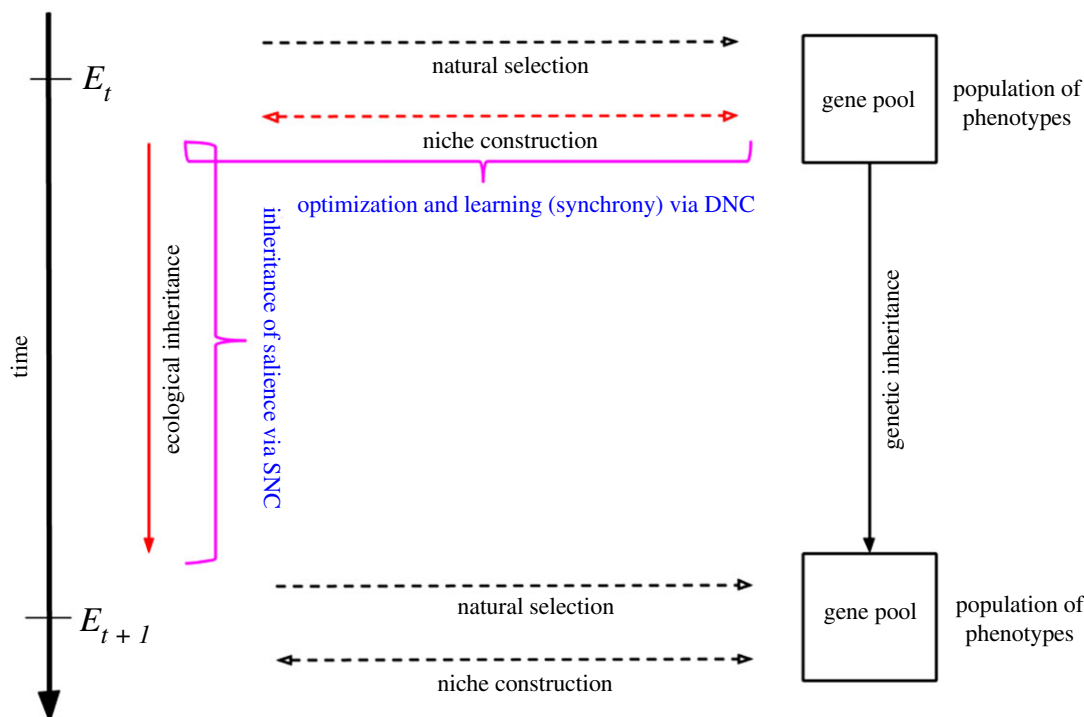 natural selection
E_t
gene pool
population of
phenotypes
niche construction
optimization and learning (synchrony) via DNC
time
ecological inheritance
inheritance of salience via SNC
genetic inheritance
natural selection
E_{t + 1}
gene pool
population of
phenotypes
niche construction